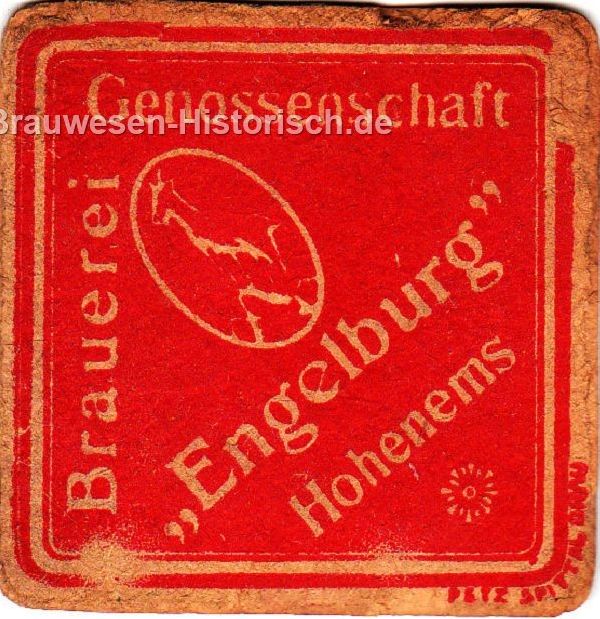 Genossenschaft
Brauwesen-Historisch.de
Brauerei
„Engelburg”
Hohenems